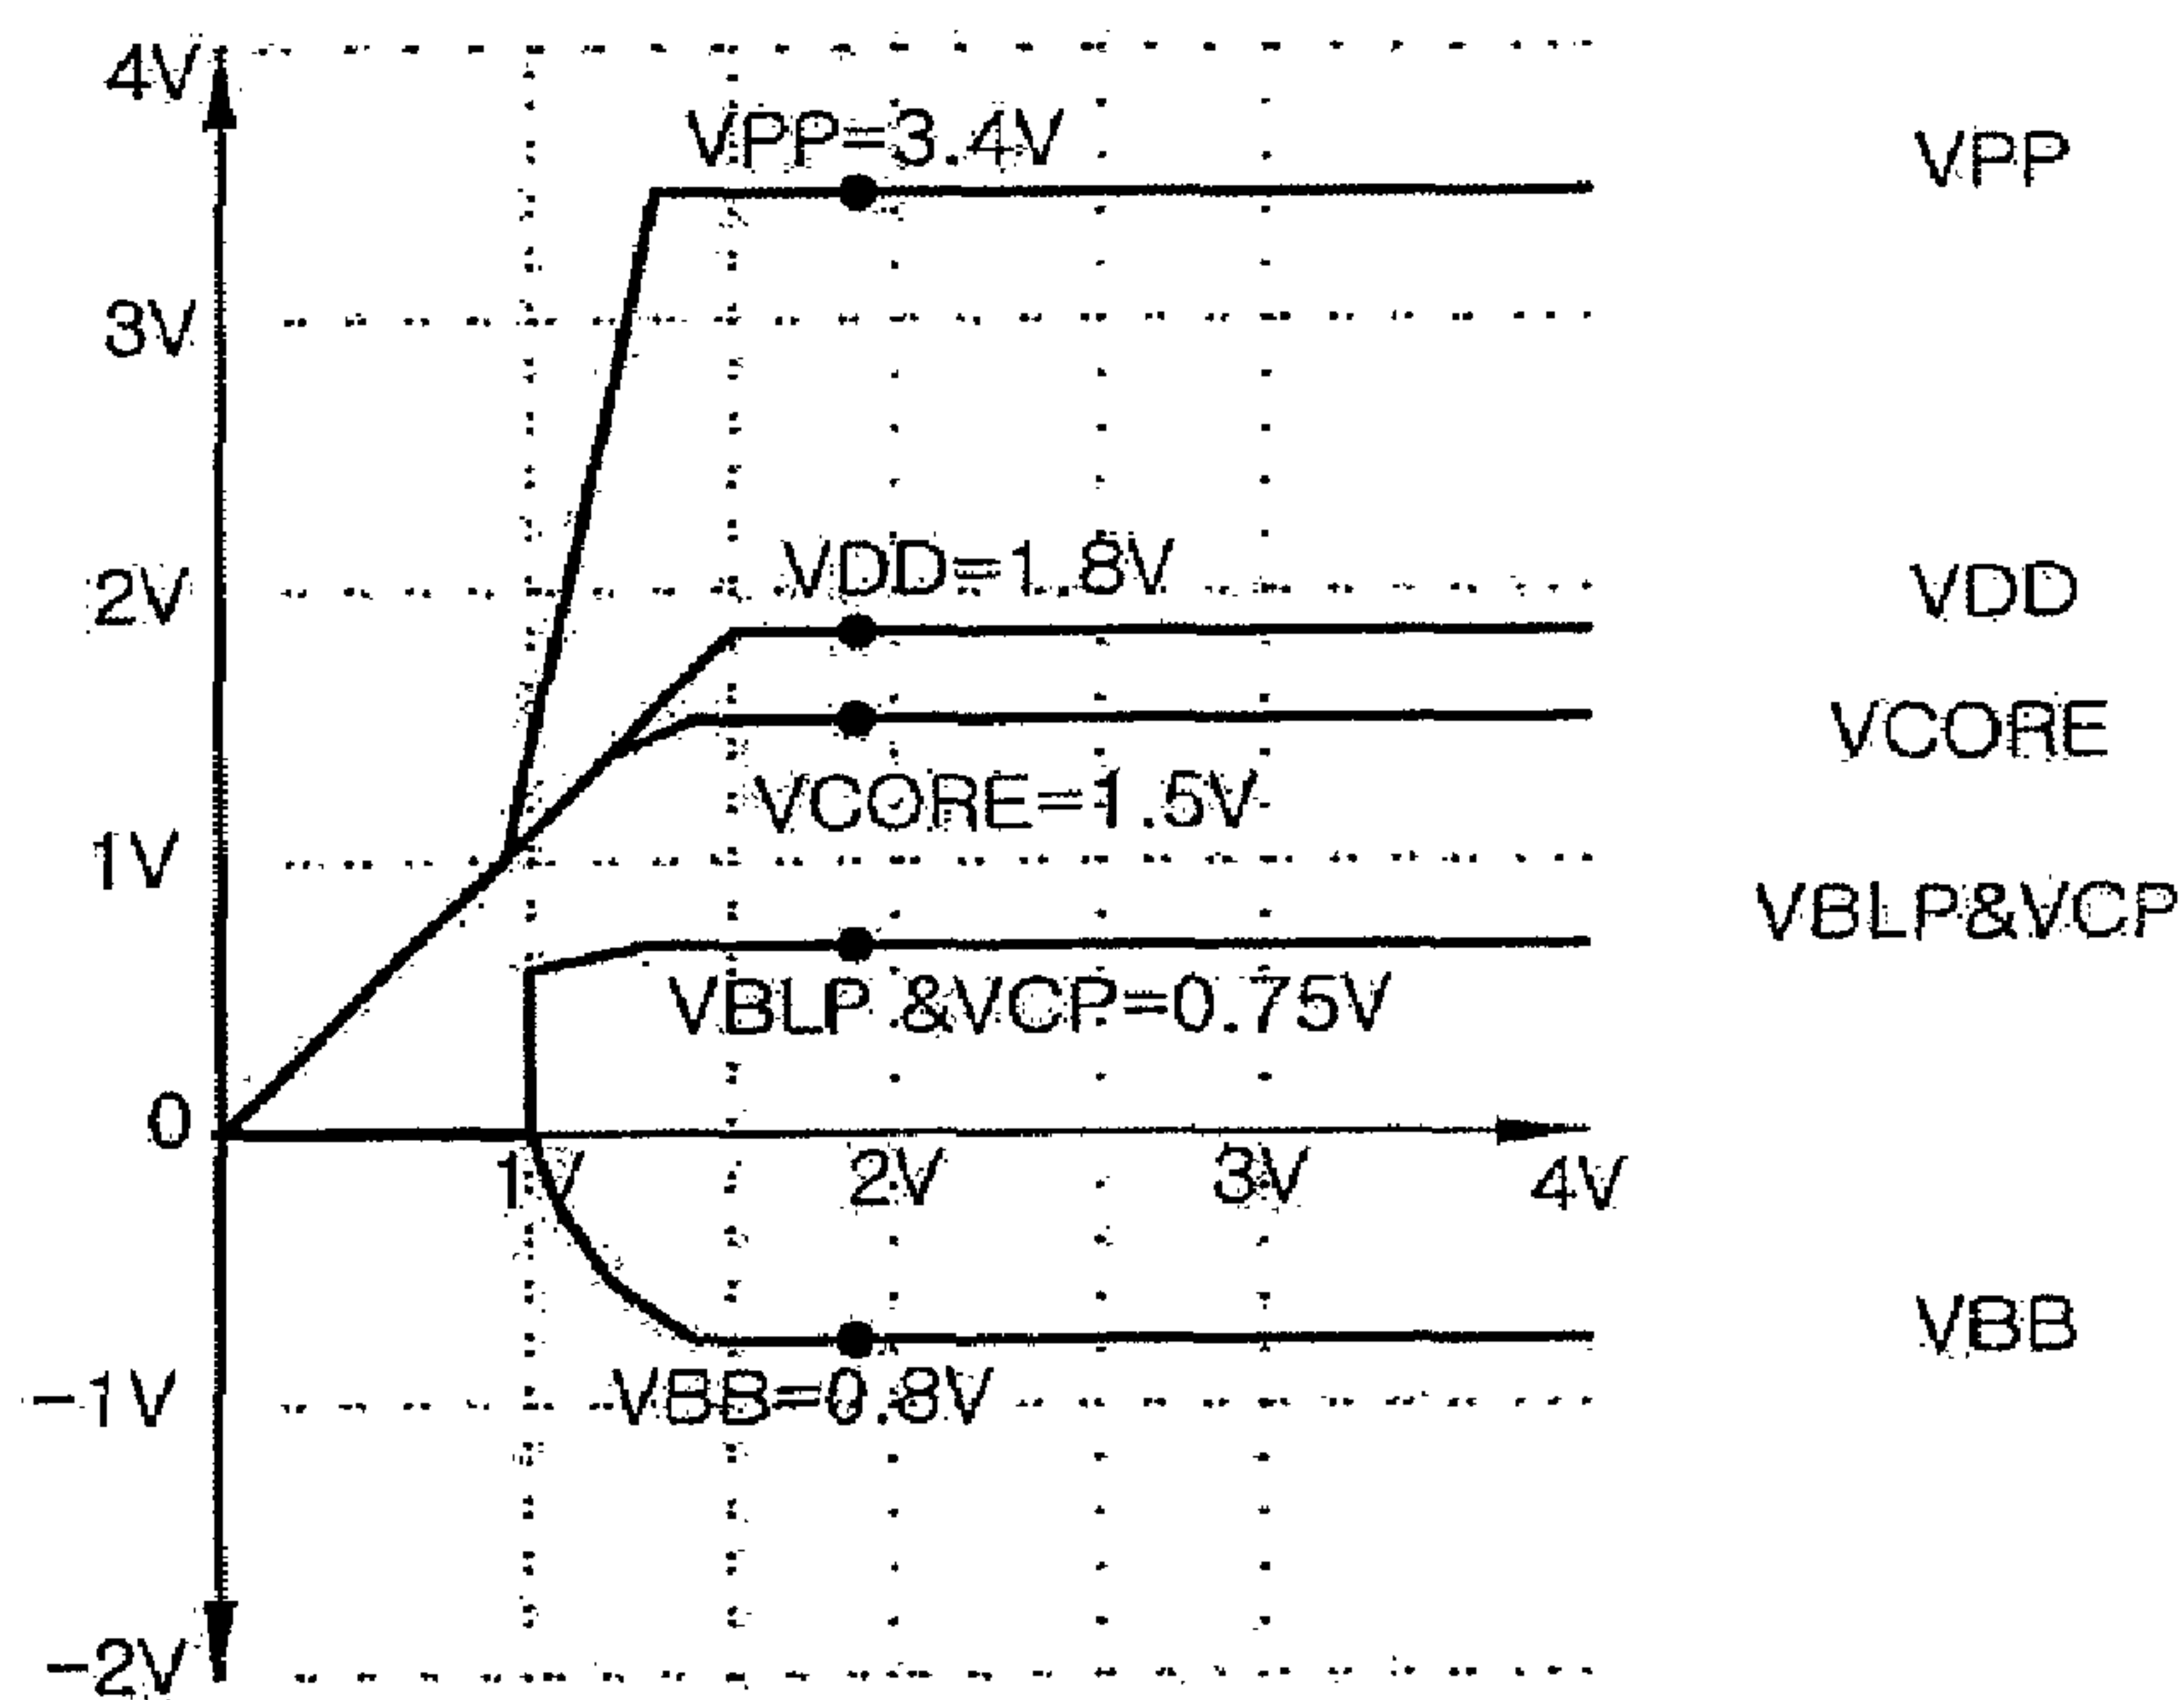 4V
VPP=3.4V
VPP
3V
2V
VDD=1.8V
VDD
VCORE
VCORE=1.5V
1V
VBLP&VCP
VBLP &VCP=0.75V
0
1V
2V
3V
4V
VBB
-1V
VBB=0.8V
-2V